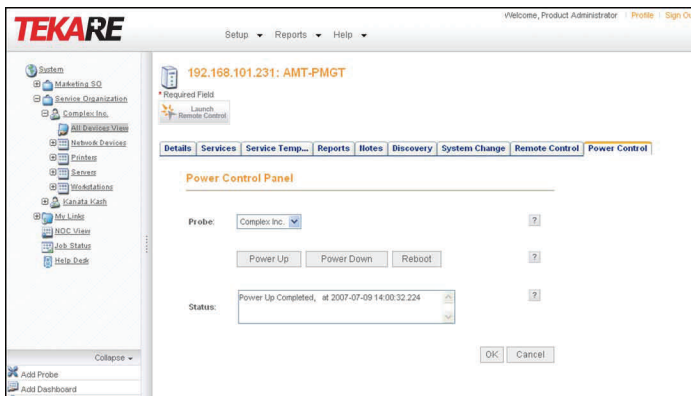 TEKARE
Welcome, Product Administrator Profile Sign Ou
Setup Reports Help
System
Marketing SO
Service Organization
Complex Inc.
All Devices View
Network Devices
Printers
Servers
Workstations
Kanata Kash
My Links
NOC View
Job Status
Help Desk
Collapse
Add Probe
Add Dashboard
192.168.101.231: AMT-PMGT
* Required Field
Launch
Remote Control
Details Services Service Temp... Reports Notes Discovery System Change Remote Control Power Control
Power Control Panel
Probe: Complex Inc. ?
Power Up Power Down Reboot ?
Status: Power Up Completed, at 2007-07-09 14:00:32.224 ?
OK Cancel